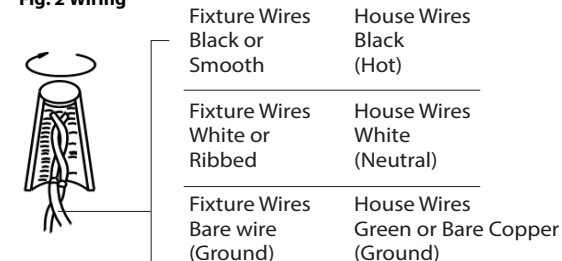 Fig. 2 Wiring
Fixture Wires House Wires
Black or Black
Smooth (Hot)
Fixture Wires House Wires
White or White
Ribbed (Neutral)
Fixture Wires House Wires
Bare wire Green or Bare Copper
(Ground) (Ground)